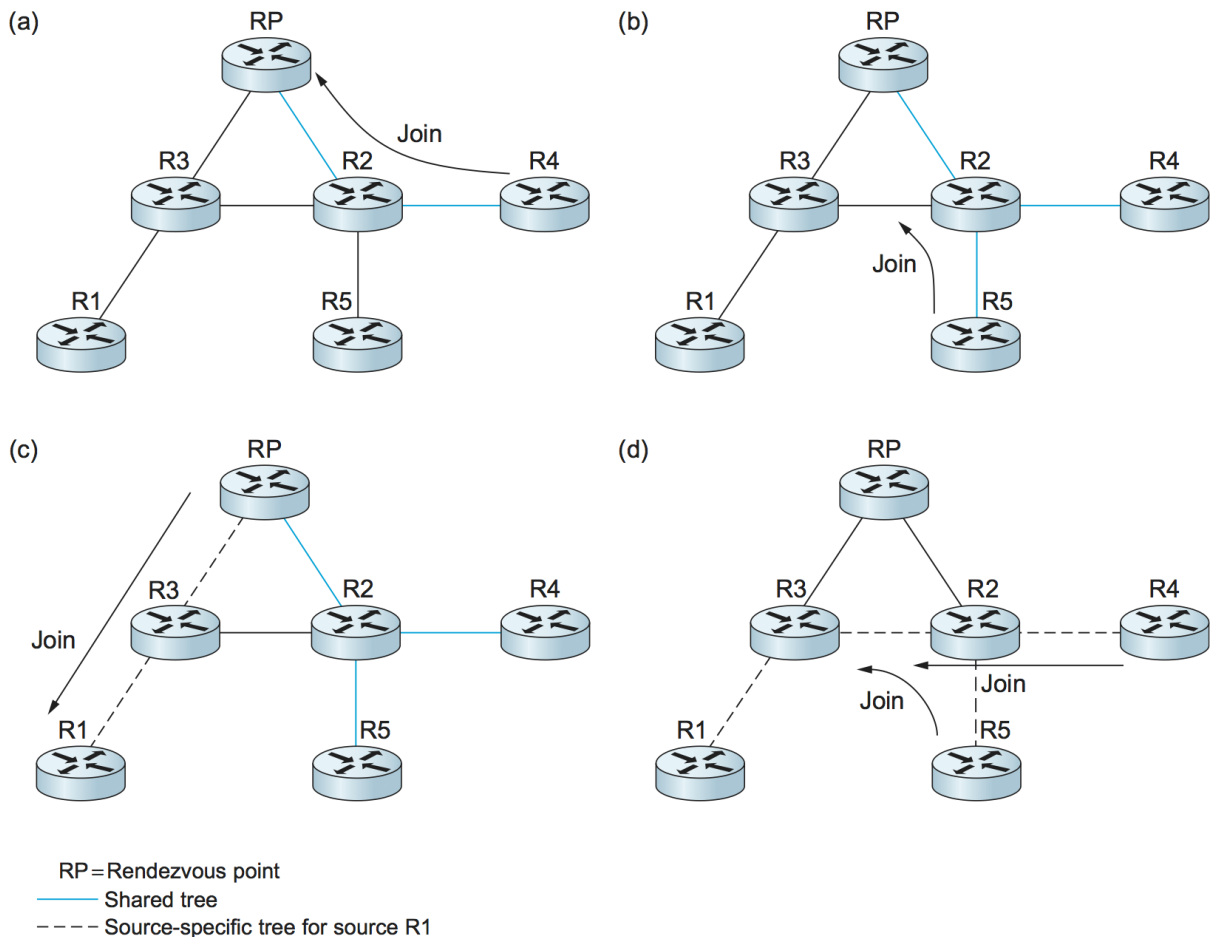 (a)
RP
Join
R3
R2
R4
R1
R5
(b)
RP
R3
R2
R4
Join
R1
R5
(c)
RP
R3
R2
R4
Join
R1
R5
(d)
RP
R3
R2
R4
Join
Join
R1
R5
RP=Rendezvous point
Shared tree
Source-specific tree for source R1